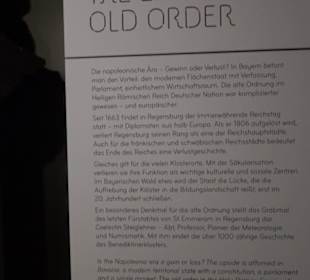 OLD ORDER
Die napoleonische Ära – Gewinn oder Verlust? In Bayern betont
man den Vorteil: den modernen Flächenstaat mit Verfassung,
Parlament, einheitlichem Wirtschaftsraum. Die alte Ordnung im
Heiligen Römischen Reich Deutscher Nation war komplizierter
gewesen – und europäischer.
Seit 1663 findet in Regensburg der Immerwährende Reichstag
statt – mit Diplomaten aus halb Europa. Als er 1806 aufgelöst wird,
verliert Regensburg seinen Rang als eine der Reichshauptstädte.
Auch für die fränkischen und schwäbischen Reichsstädte bedeutet
das Ende des Reiches eine Verlustgeschichte.
Gleiches gilt für die vielen Klosterorte. Mit der Säkularisation
verlieren sie ihre Funktion als wichtige kulturelle und soziale Zentren.
Im Bayerischen Wald etwa wird der Staat die Lücke, die die
Aufhebung der Klöster in die Bildungslandschaft reißt, erst im
20. Jahrhundert schließen.
Ein besonderes Denkmal für die alte Ordnung ist das Grabmal
des letzten Fürstabts von St. Emmeram in Regensburg, das
Coelestin Steiglehner – Abt, Professor, Pionier der Meteorologie
und Numismatik. Mit ihm endet die über 1000-jährige Geschichte
des Benediktinerklosters.
Is the Napoleonic era a gain or loss? The upside is affirmed in
Bavaria: a modern territorial state with a constitution, a parliament